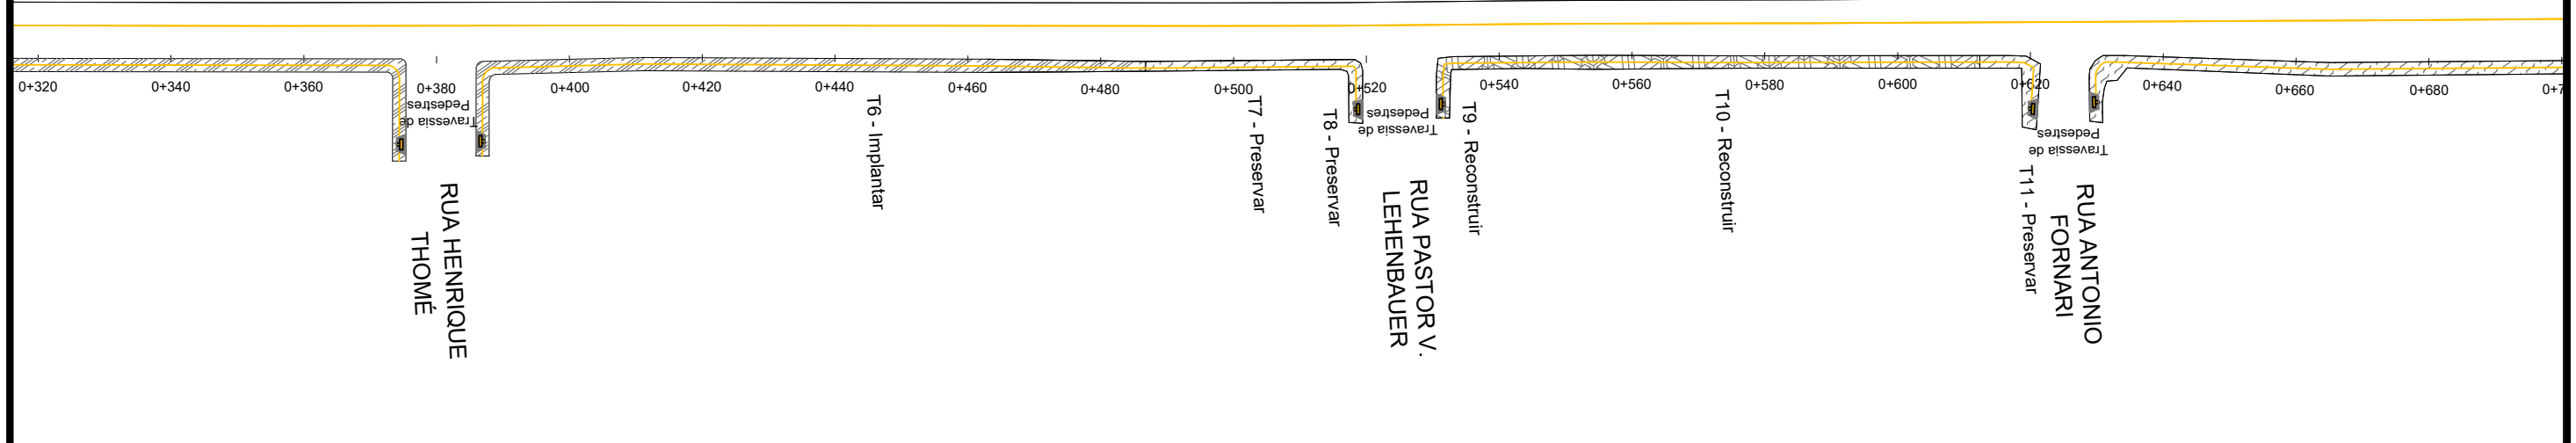 0+320
0+340
0+360
0+380
0+400
0+420
0+440
0+460
0+480
0+500
0+520
0+540
0+560
0+580
0+600
0+620
0+640
0+660
0+680
0+7
Travessia de
Pedestres
RUA HENRIQUE
THOMÉ
T6 - Implantar
T7 - Preservar
T8 - Preservar
Travessia de
Pedestres
RUA PASTOR V.
LEHENBAUER
T9 - Reconstruir
T10 - Reconstruir
T11 - Preservar
Travessia de
Pedestres
RUA ANTONIO
FORNARI